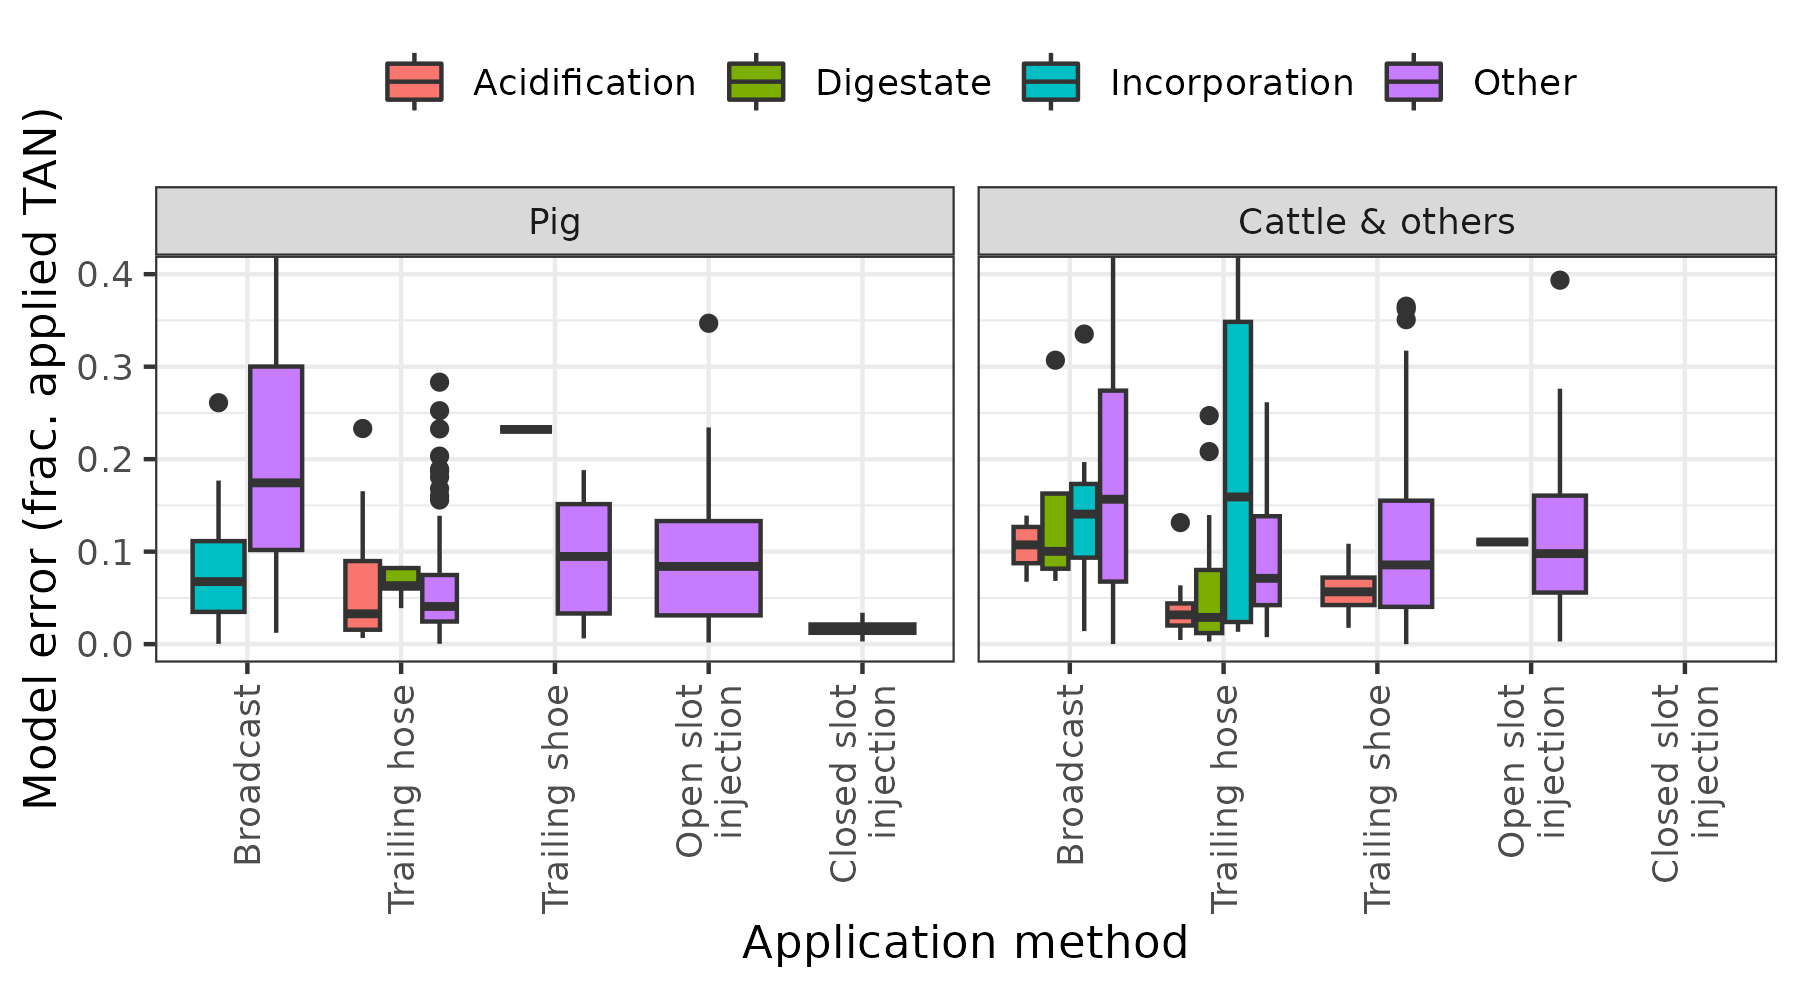 Acidification Digestate Incorporation Other
Model error (frac. applied TAN)
Pig
Cattle & others
0.4
0.3
0.2
0.1
0.0
Broadcast
Trailing hose
Trailing shoe
Open slot
injection
Closed slot
injection
Broadcast
Trailing hose
Trailing shoe
Open slot
injection
Closed slot
injection
Application method